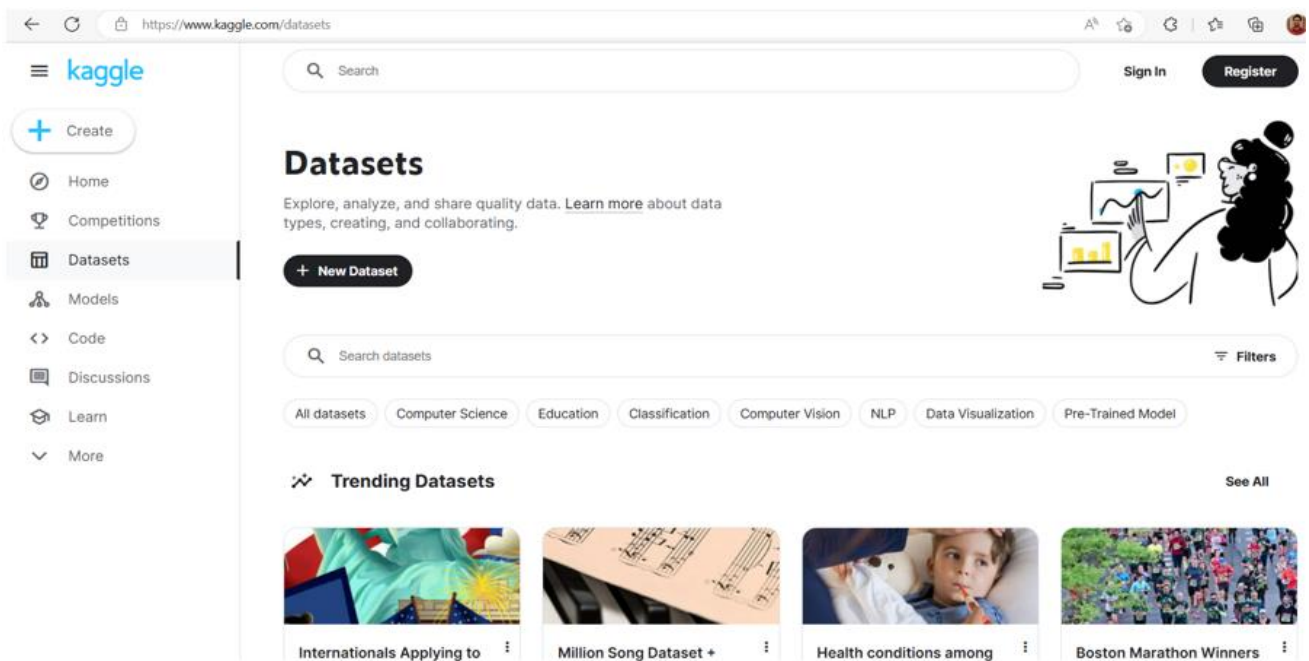 https://www.kaggle.com/datasets
kaggle
Search
Sign In
Register
Create
Home
Competitions
Datasets
Models
Code
Discussions
Learn
More
Datasets
Explore, analyze, and share quality data. Learn more about data
types, creating, and collaborating.
+ New Dataset
Search datasets
Filters
All datasets Computer Science Education Classification Computer Vision NLP Data Visualization Pre-Trained Model
Trending Datasets
See All
Internationals Applying to
Million Song Dataset +
Health conditions among
Boston Marathon Winners